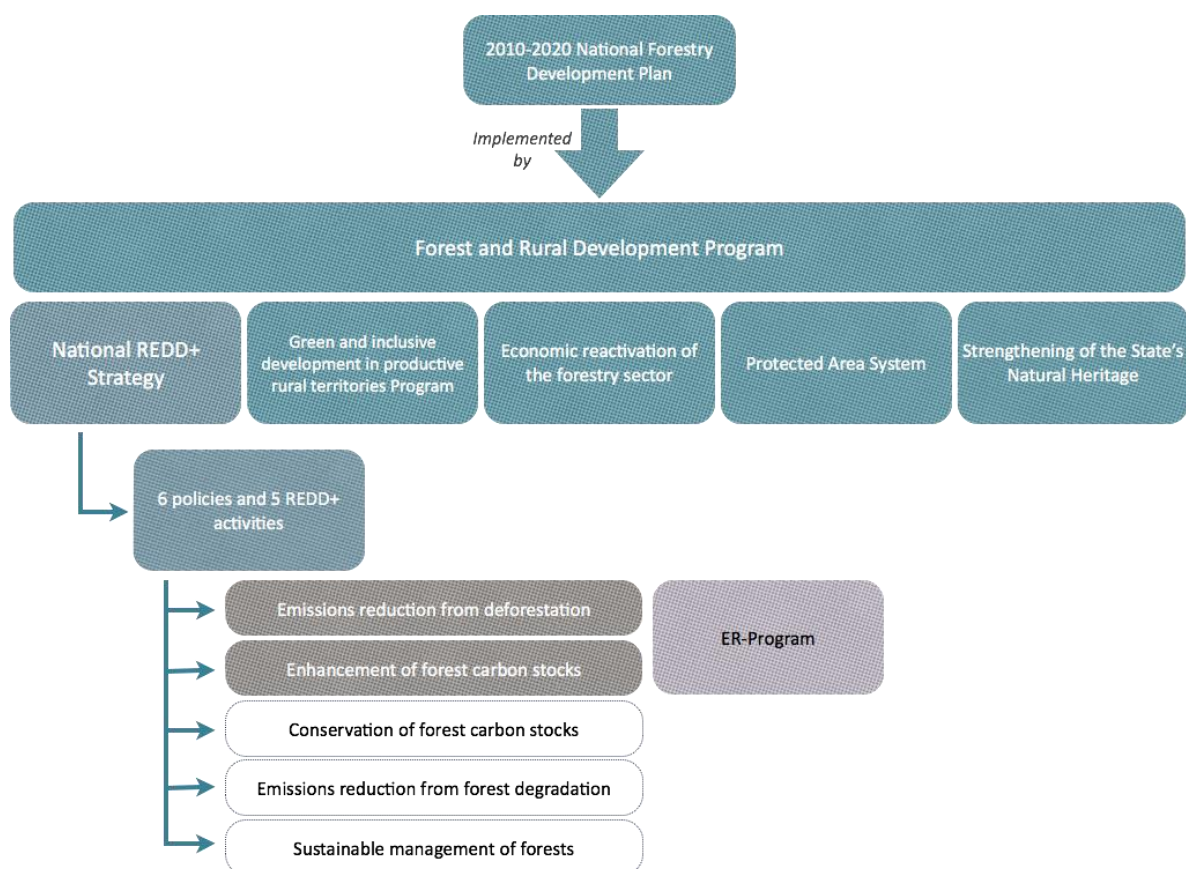 2010-2020 National Forestry
Development Plan
Implemented
by
Forest and Rural Development Program
National REDD+
Strategy
Green and inclusive
development in productive
rural territories Program
Economic reactivation of
the forestry sector
Protected Area System
Strengthening of the State's
Natural Heritage
6 policies and 5 REDD+
activities
Emissions reduction from deforestation
Enhancement of forest carbon stocks
ER-Program
Conservation of forest carbon stocks
Emissions reduction from forest degradation
Sustainable management of forests